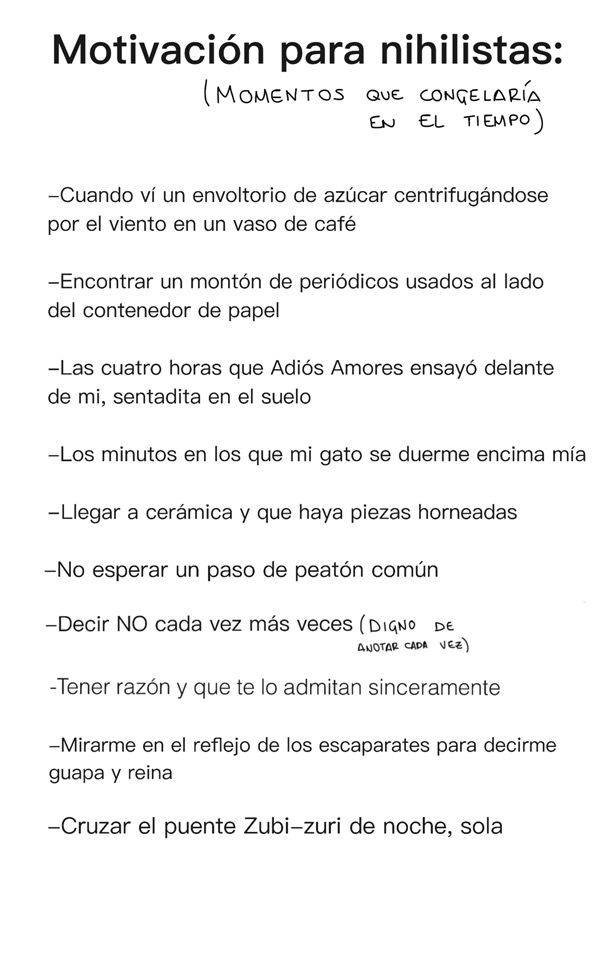 Motivación para nihilistas:
(MOMENTOS QUE CONGELARÍA
EN EL TIEMPO)
–Cuando ví un envoltorio de azúcar centrifugándose
por el viento en un vaso de café
–Encontrar un montón de periódicos usados al lado
del contenedor de papel
–Las cuatro horas que Adiós Amores ensayó delante
de mi, sentadita en el suelo
–Los minutos en los que mi gato se duerme encima mía
–Llegar a cerámica y que haya piezas horneadas
–No esperar un paso de peatón común
–Decir NO cada vez más veces (DIGNO DE
ANOTAR CADA VEZ)
-Tener razón y que te lo admitan sinceramente
–Mirarme en el reflejo de los escaparates para decirme
guapa y reina
–Cruzar el puente Zubi–zuri de noche, sola